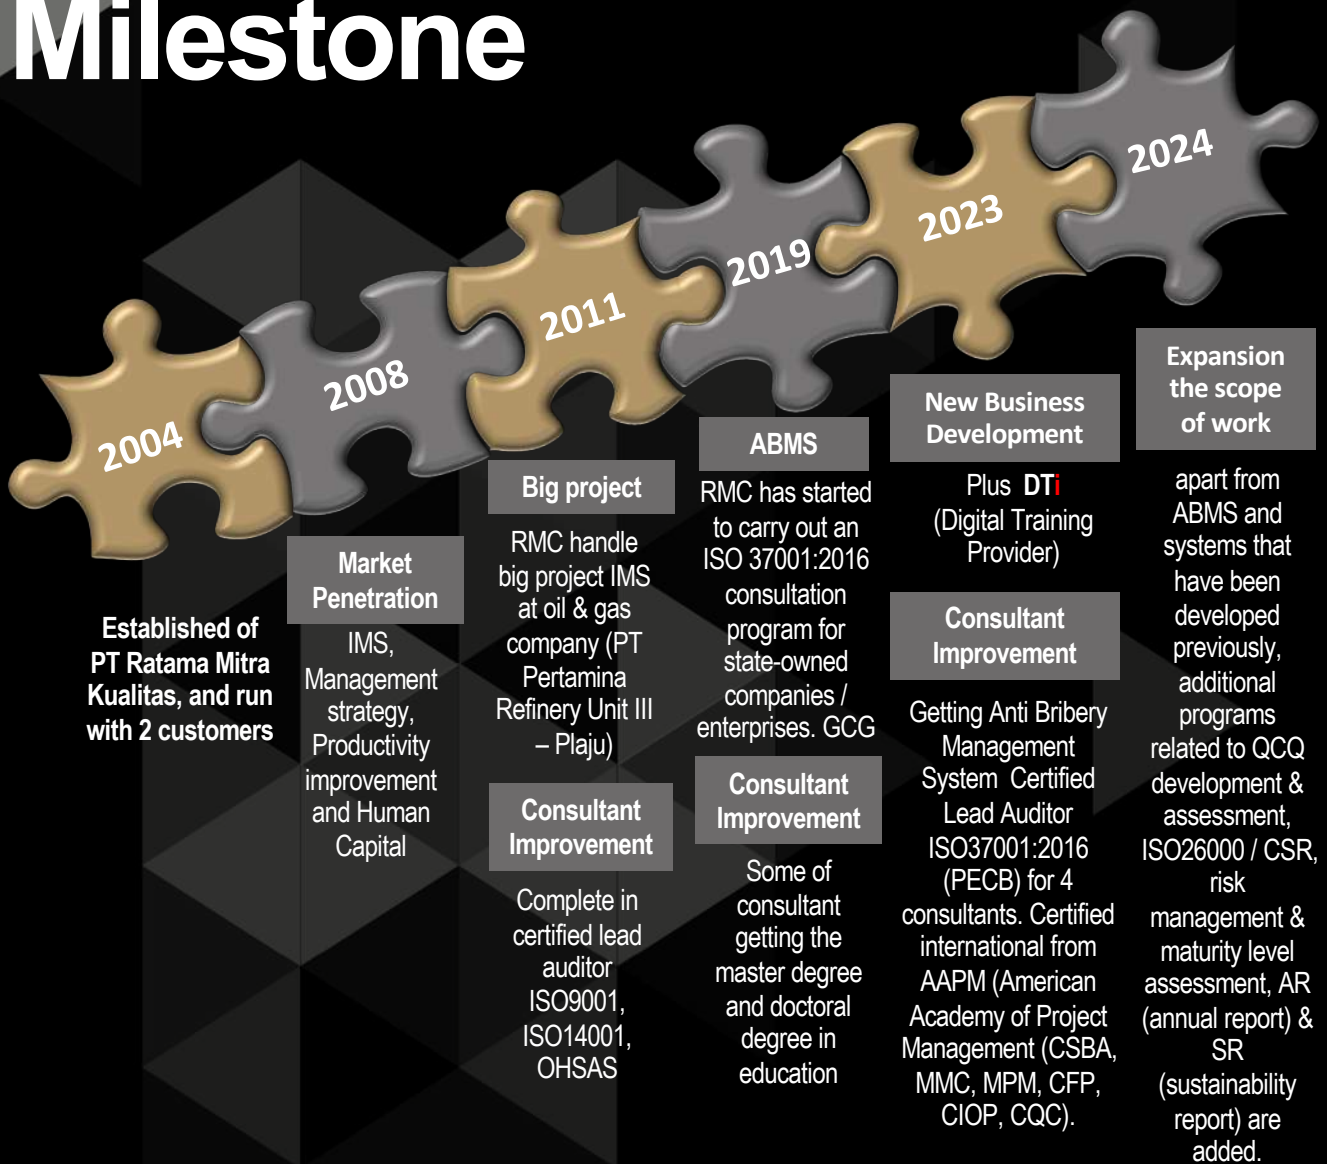 Milestone
2004
Established of
PT Ratama Mitra
Kualitas, and run
with 2 customers
2008
Market
Penetration
IMS,
Management
strategy,
Productivity
improvement
and Human
Capital
2011
Big project
RMC handle
big project IMS
at oil & gas
company (PT
Pertamina
Refinery Unit III
– Plaju)
Consultant
Improvement
Complete in
certified lead
auditor
ISO9001,
ISO14001,
OHSAS
2019
ABMS
RMC has started
to carry out an
ISO 37001:2016
consultation
program for
state-owned
companies /
enterprises. GCG
Consultant
Improvement
Some of
consultant
getting the
master degree
and doctoral
degree in
education
2023
New Business
Development
Plus DTi
(Digital Training
Provider)
Consultant
Improvement
Getting Anti Bribery
Management
System Certified
Lead Auditor
ISO37001:2016
(PECB) for 4
consultants. Certified
international from
AAPM (American
Academy of Project
Management (CSBA,
MMC, MPM, CFP,
CIOP, CQC).
2024
Expansion
the scope
of work
apart from
ABMS and
systems that
have been
developed
previously,
additional
programs
related to QCQ
development &
assessment,
ISO26000 / CSR,
risk
management &
maturity level
assessment, AR
(annual report) &
SR
(sustainability
report) are
added.